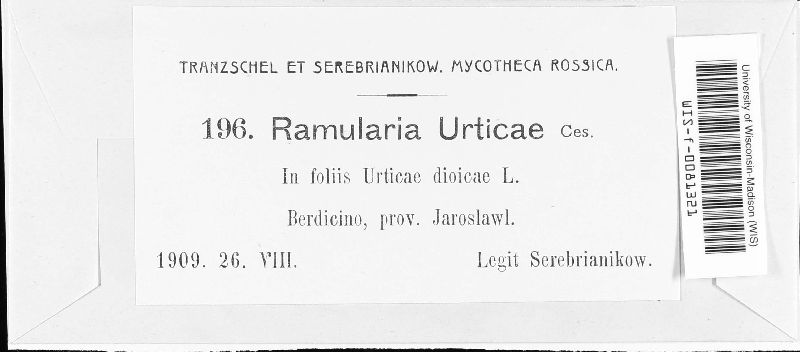 TRANZSCHEL ET SEREBRIANIKOW. MYCOTHECA ROSSICA.
196. Ramularia Urticae Ces.
In foliis Urticae dioicae L.
Berdicino, prov. Jaroslawl.
1909. 26. VIII. Legit Serebrianikow.
University of Wisconsin-Madison (WIS)
WIS-f-0081321